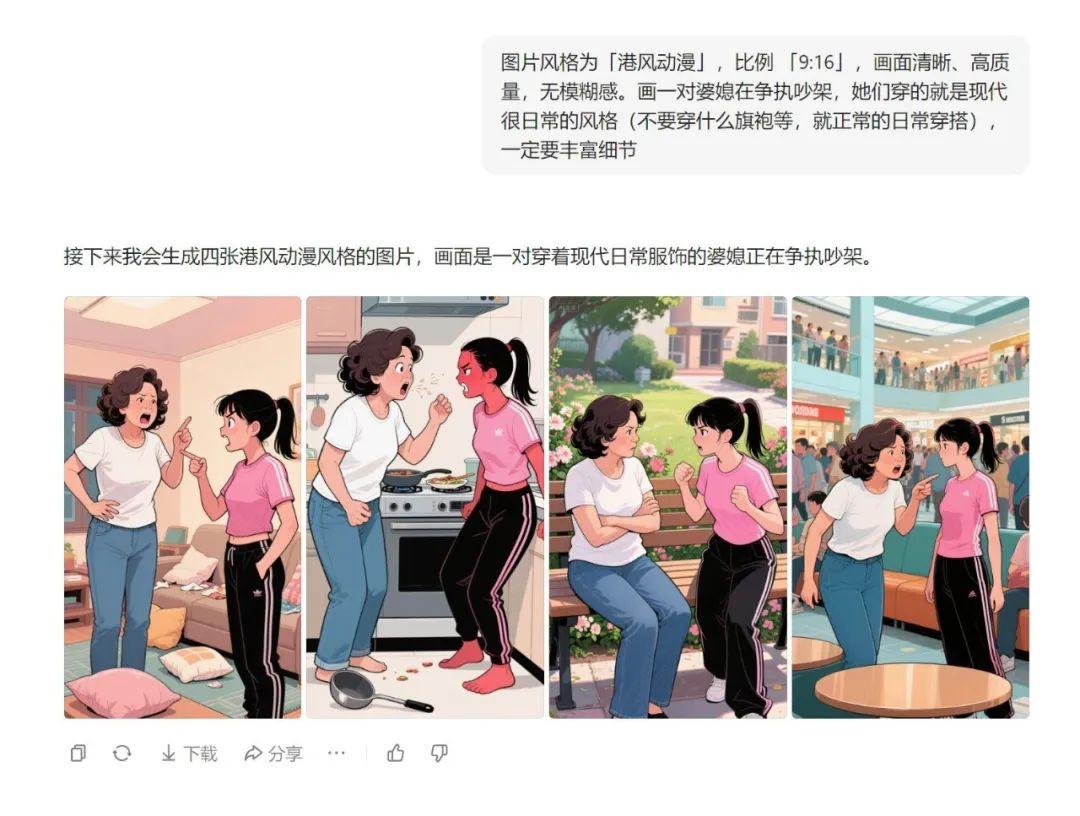 图片风格为「港风动漫」，比例 「9:16」，画面清晰、高质
量，无模糊感。画一对婆媳在争执吵架，她们穿的就是现代
很日常的风格（不要穿什么旗袍等，就正常的日常穿搭），
一定要丰富细节
接下来我会生成四张港风动漫风格的图片，画面是一对穿着现代日常服饰的婆媳正在争执吵架。
下载
分享